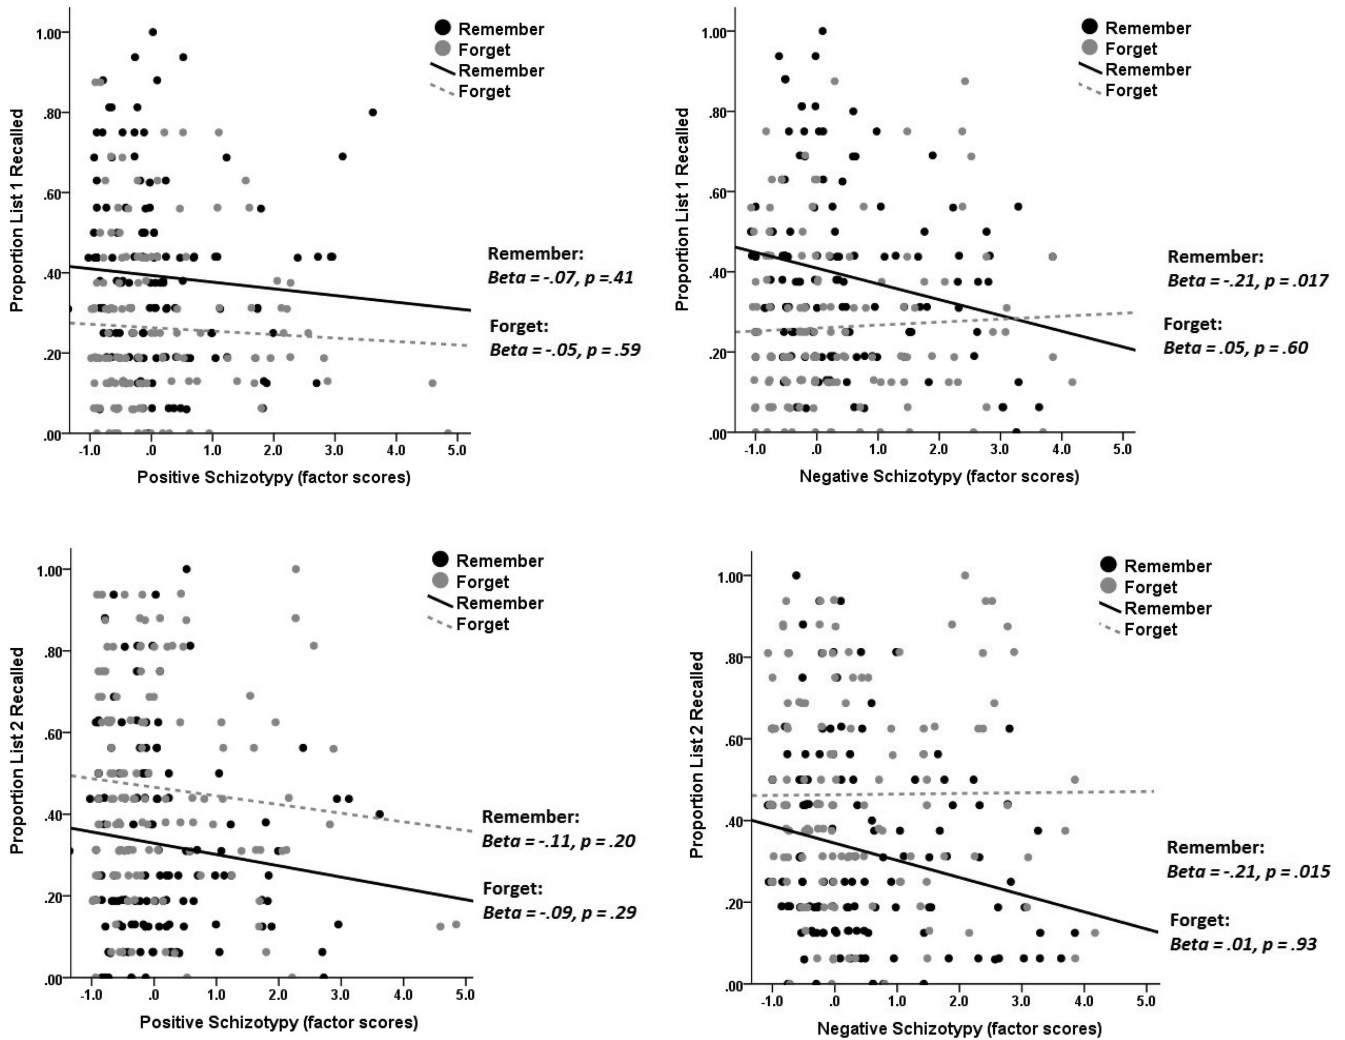 Remember
Forget
Remember
Forget
1.00
.80
.60
.40
.20
.00
Proportion List 1 Recalled
Remember:
Beta = -.07, p =.41
Forget:
Beta = -.05, p = .59
-1.0 .0 1.0 2.0 3.0 4.0 5.0
Positive Schizotypy (factor scores)
Remember
Forget
Remember
Forget
1.00
.80
.60
.40
.20
.00
Proportion List 1 Recalled
Remember:
Beta = -.21, p = .017
Forget:
Beta = .05, p = .60
-1.0 .0 1.0 2.0 3.0 4.0 5.0
Negative Schizotypy (factor scores)
Remember
Forget
Remember
Forget
1.00
.80
.60
.40
.20
.00
Proportion List 2 Recalled
Remember:
Beta = -.11, p = .20
Forget:
Beta = -.09, p = .29
-1.0 .0 1.0 2.0 3.0 4.0 5.0
Positive Schizotypy (factor scores)
Remember
Forget
Remember
Forget
1.00
.80
.60
.40
.20
.00
Proportion List 2 Recalled
Remember:
Beta = -.21, p = .015
Forget:
Beta = .01, p = .93
-1.0 .0 1.0 2.0 3.0 4.0 5.0
Negative Schizotypy (factor scores)